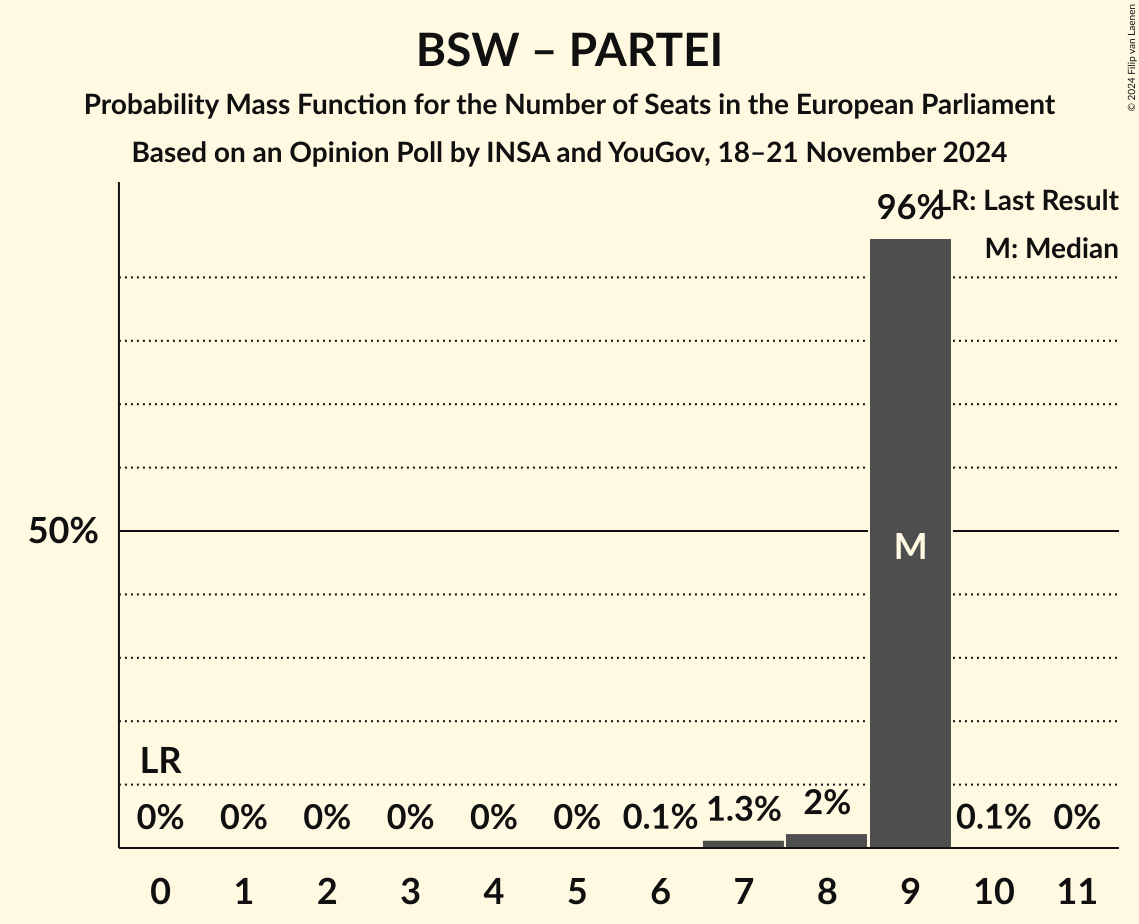 BSW – PARTEI
Probability Mass Function for the Number of Seats in the European Parliament
Based on an Opinion Poll by INSA and YouGov, 18–21 November 2024
© 2024 Filip van Laenen
LR: Last Result
M: Median
96%
50%
M
LR
0% 0% 0% 0% 0% 0% 0.1% 1.3% 2% 0.1% 0%
0 1 2 3 4 5 6 7 8 9 10 11